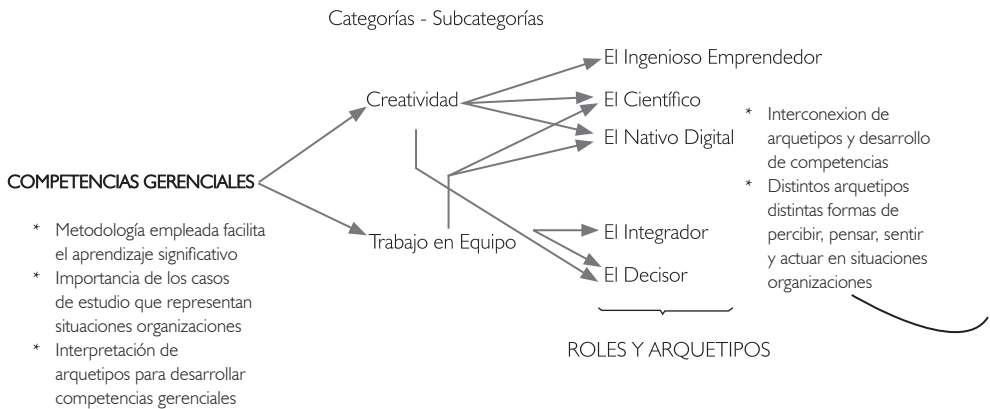 Categorías - Subcategorías
El Ingenioso Emprendedor
Creatividad
El Científico
El Nativo Digital
COMPETENCIAS GERENCIALES
* Metodología empleada facilita
el aprendizaje significativo
* Importancia de los casos
de estudio que representan
situaciones organizaciones
* Interpretación de
arquetipos para desarrollar
competencias gerenciales
Trabajo en Equipo
El Integrador
El Decisor
* Interconexion de
arquetipos y desarrollo
de competencias
* Distintos arquetipos
distintas formas de
percibir, pensar, sentir
y actuar en situaciones
organizaciones
ROLES Y ARQUETIPOS